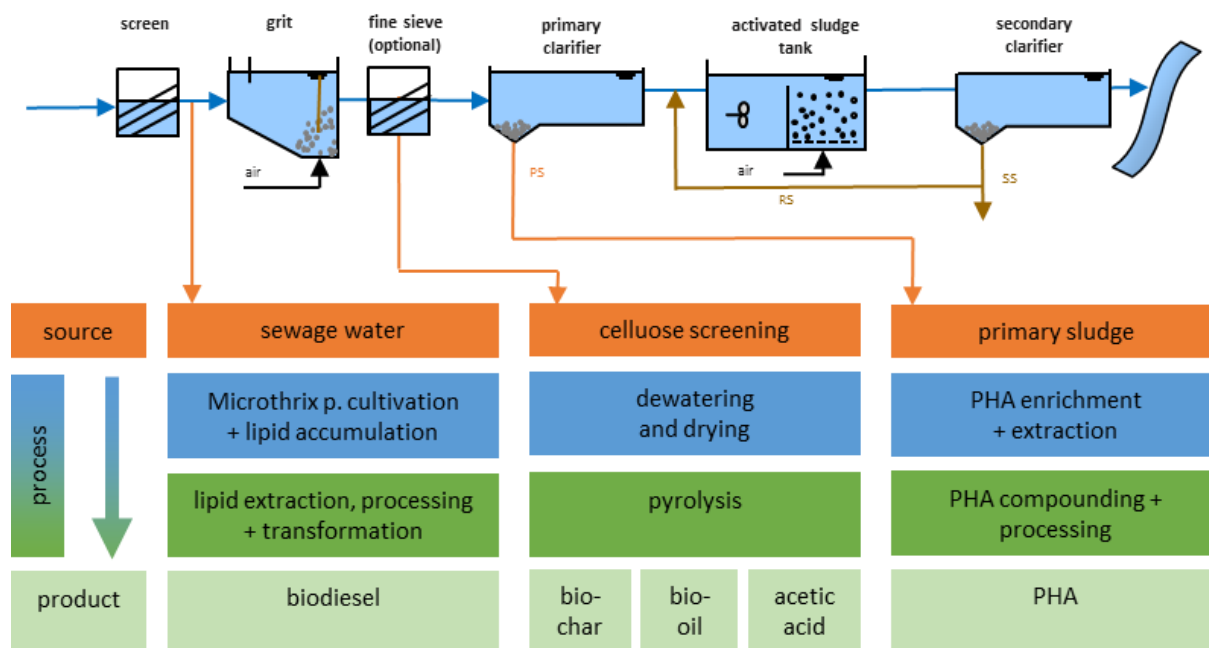 screen
grit
fine sieve
(optional)
primary
clarifier
activated sludge
tank
secondary
clarifier
air
PS
air
RS
SS
source
sewage water
celluose screening
primary sludge
process
Microthrix p. cultivation
+ lipid accumulation
dewatering
and drying
PHA enrichment
+ extraction
lipid extraction, processing
+ transformation
pyrolysis
PHA compounding +
processing
product
biodiesel
bio-
char
bio-
oil
acetic
acid
PHA